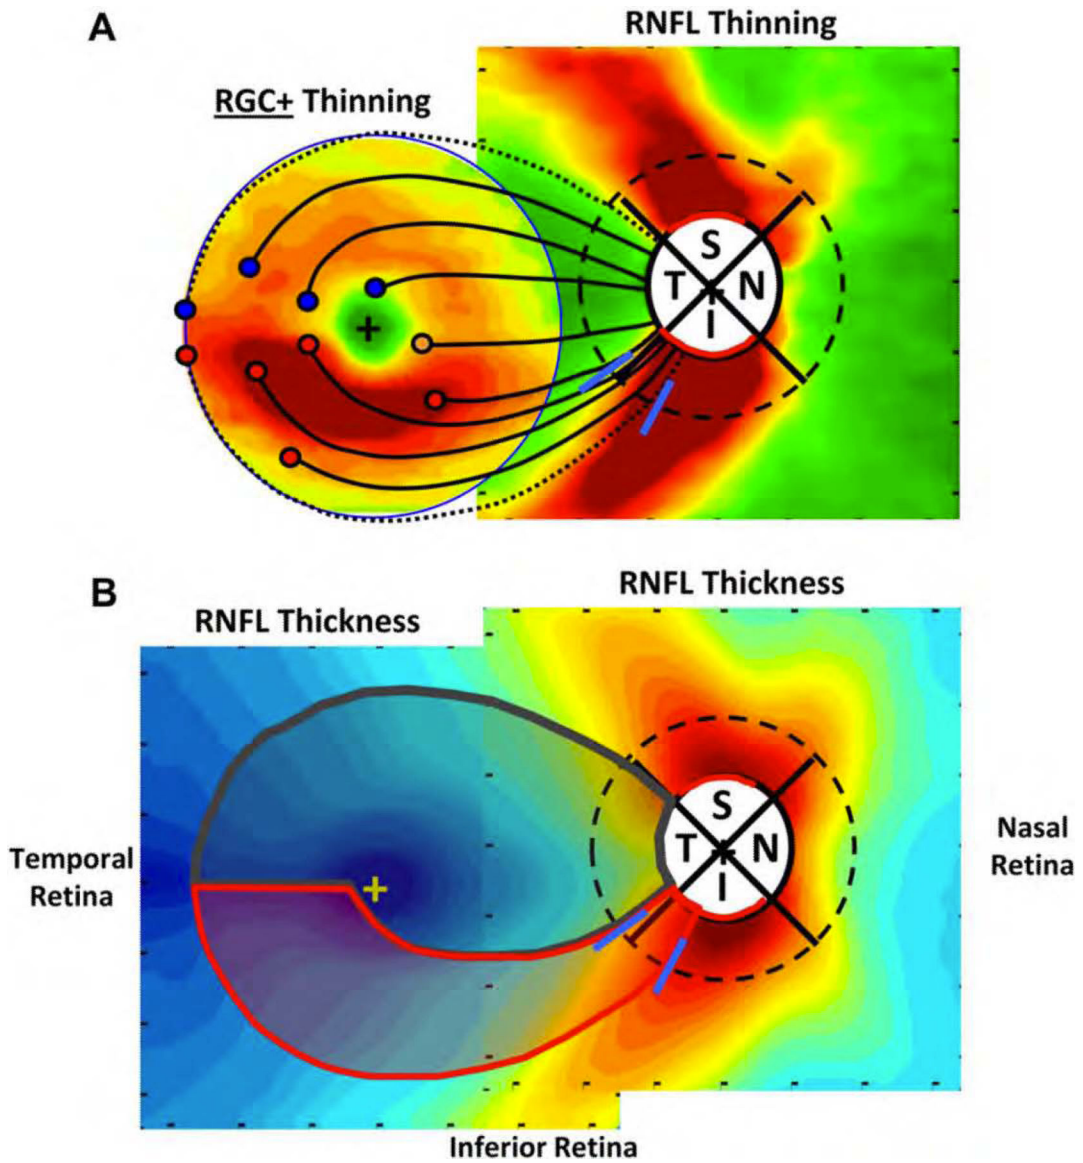 A
RNFL Thinning
RGC+ Thinning
S
T N
I
B
RNFL Thickness
RNFL Thickness
S
T N
I
Temporal
Retina
Nasal
Retina
Inferior Retina